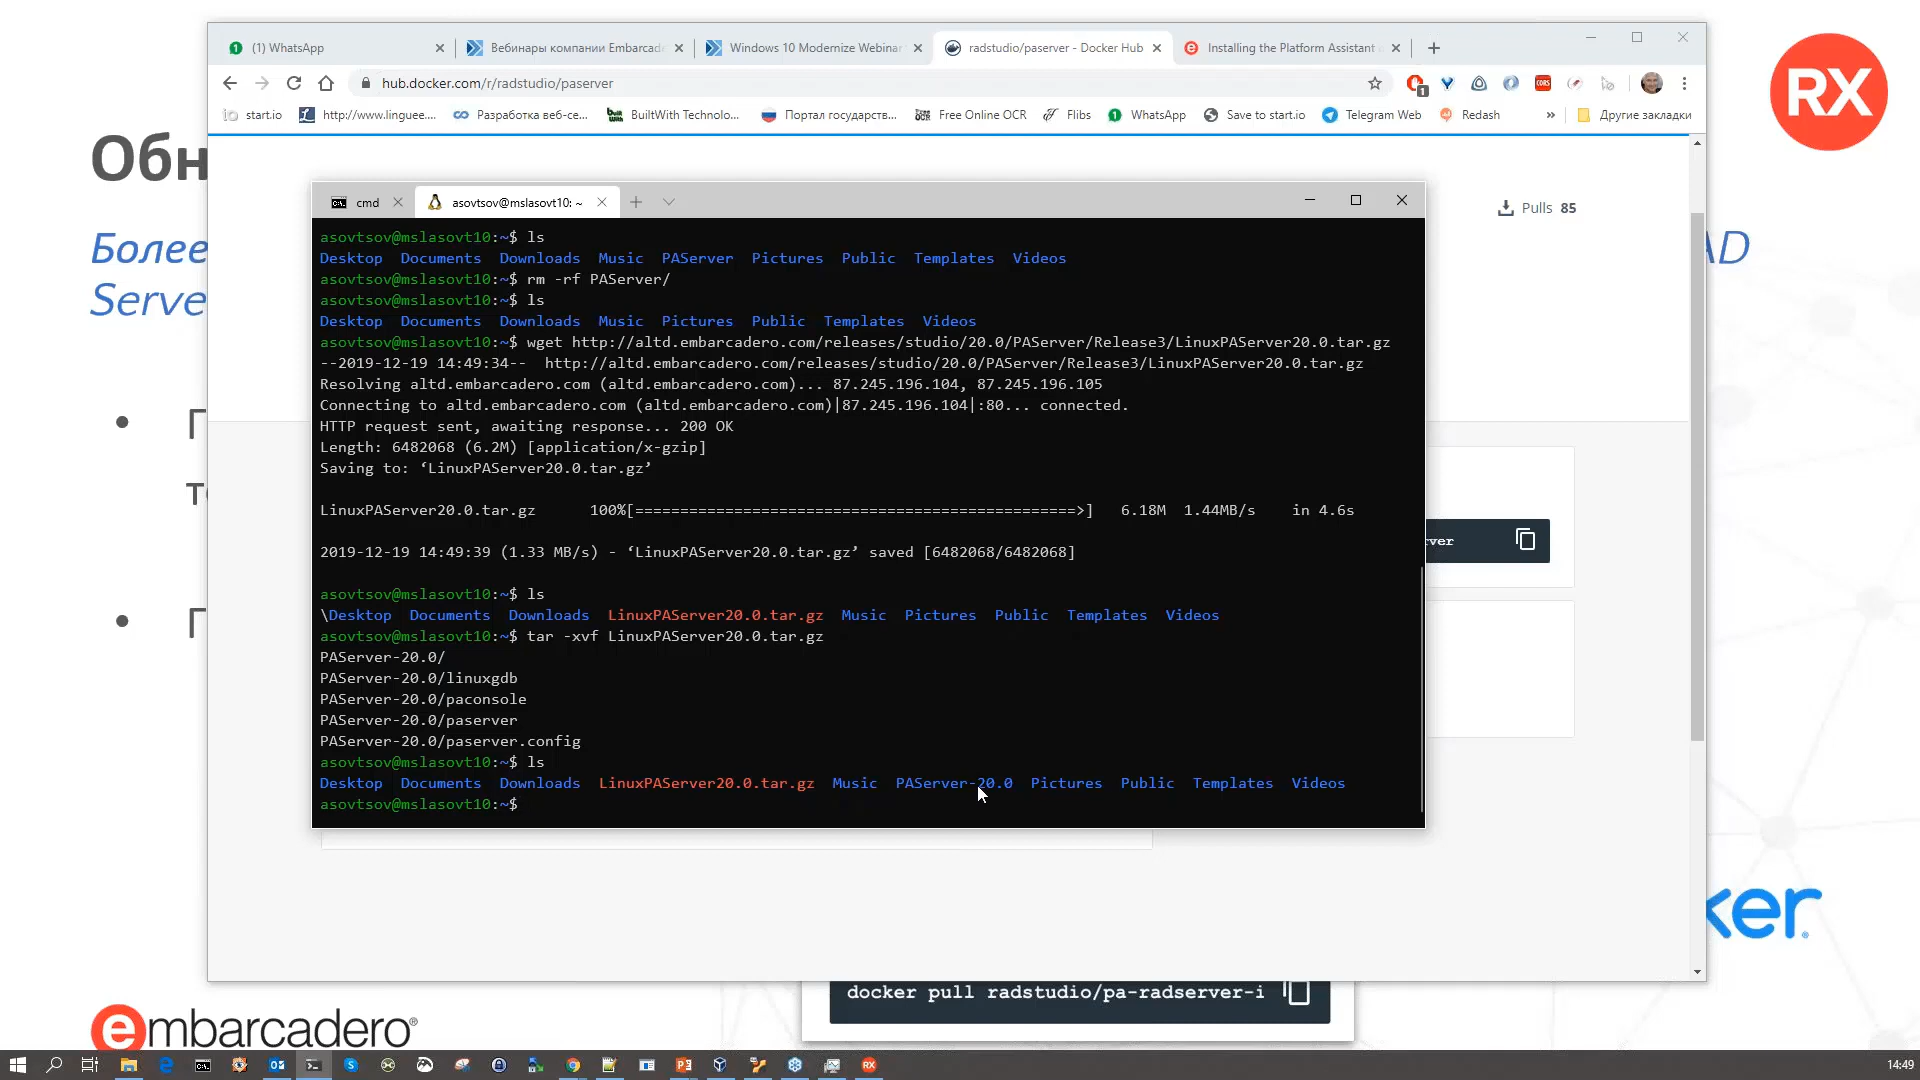 (1) WhatsApp
Вебинары компании Embarcade
Windows 10 Modernize Webinar
radstudio/paserver - Docker Hub
Installing the Platform Assistant
hub.docker.com/r/radstudio/paserver
1
start.io
http://www.linguee....
Разработка веб-се...
BuiltWith Technolo...
Портал государств...
Free Online OCR
Flibs
WhatsApp
Save to start.io
Telegram Web
Redash
»
Другие закладки
RX
Обн
Более
AD
Serve
Pulls 85
cmd
asovtsov@mslasovt10: ~
asovtsov@mslasovt10:~$ ls
Desktop Documents Downloads Music PAServer Pictures Public Templates Videos
asovtsov@mslasovt10:~$ rm -rf PAServer/
asovtsov@mslasovt10:~$ ls
Desktop Documents Downloads Music Pictures Public Templates Videos
asovtsov@mslasovt10:~$ wget http://altd.embarcadero.com/releases/studio/20.0/PAServer/Release3/LinuxPAServer20.0.tar.gz
--2019-12-19 14:49:34-- http://altd.embarcadero.com/releases/studio/20.0/PAServer/Release3/LinuxPAServer20.0.tar.gz
Resolving altd.embarcadero.com (altd.embarcadero.com)... 87.245.196.104, 87.245.196.105
Connecting to altd.embarcadero.com (altd.embarcadero.com)|87.245.196.104|:80... connected.
HTTP request sent, awaiting response... 200 OK
Length: 6482068 (6.2M) [application/x-gzip]
Saving to: ‘LinuxPAServer20.0.tar.gz’
LinuxPAServer20.0.tar.gz 100%[=================================================>] 6.18M 1.44MB/s in 4.6s
2019-12-19 14:49:39 (1.33 MB/s) - ‘LinuxPAServer20.0.tar.gz’ saved [6482068/6482068]
asovtsov@mslasovt10:~$ ls
\Desktop Documents Downloads LinuxPAServer20.0.tar.gz Music Pictures Public Templates Videos
asovtsov@mslasovt10:~$ tar -xvf LinuxPAServer20.0.tar.gz
PAServer-20.0/
PAServer-20.0/linuxgdb
PAServer-20.0/paconsole
PAServer-20.0/paserver
PAServer-20.0/paserver.config
asovtsov@mslasovt10:~$ ls
Desktop Documents Downloads LinuxPAServer20.0.tar.gz Music PAServer-20.0 Pictures Public Templates Videos
asovtsov@mslasovt10:~$
rver
ker
docker pull radstudio/pa-radserver-i
embarcadero®
14:49